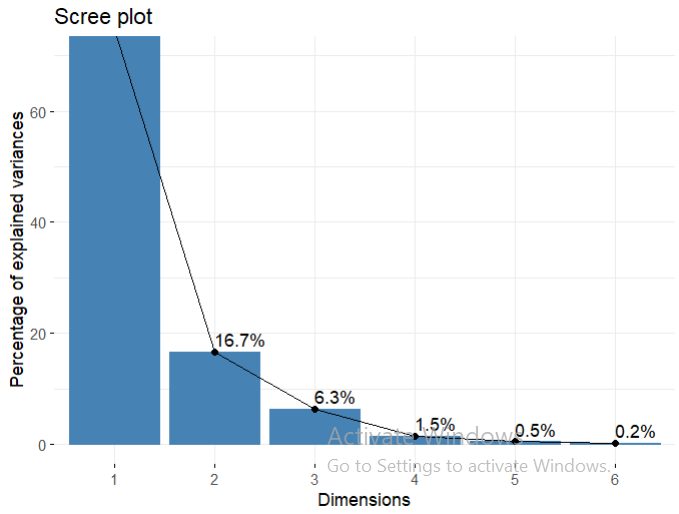 Scree plot
Percentage of explained variances
60
40
20
0
16.7%
6.3%
1.5%
0.5%
0.2%
Activate Windows
Go to Settings to activate Windows.
1 2 3 4 5 6
Dimensions